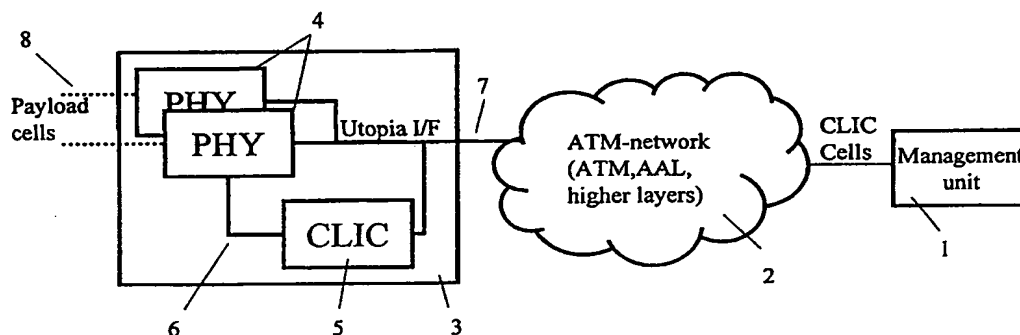 8
4
Payload
cells
PHY
PHY
Utopia I/F
7
ATM-network
(ATM,AAL,
higher layers)
CLIC
Cells
Management
unit
CLIC
1
2
6
5
3